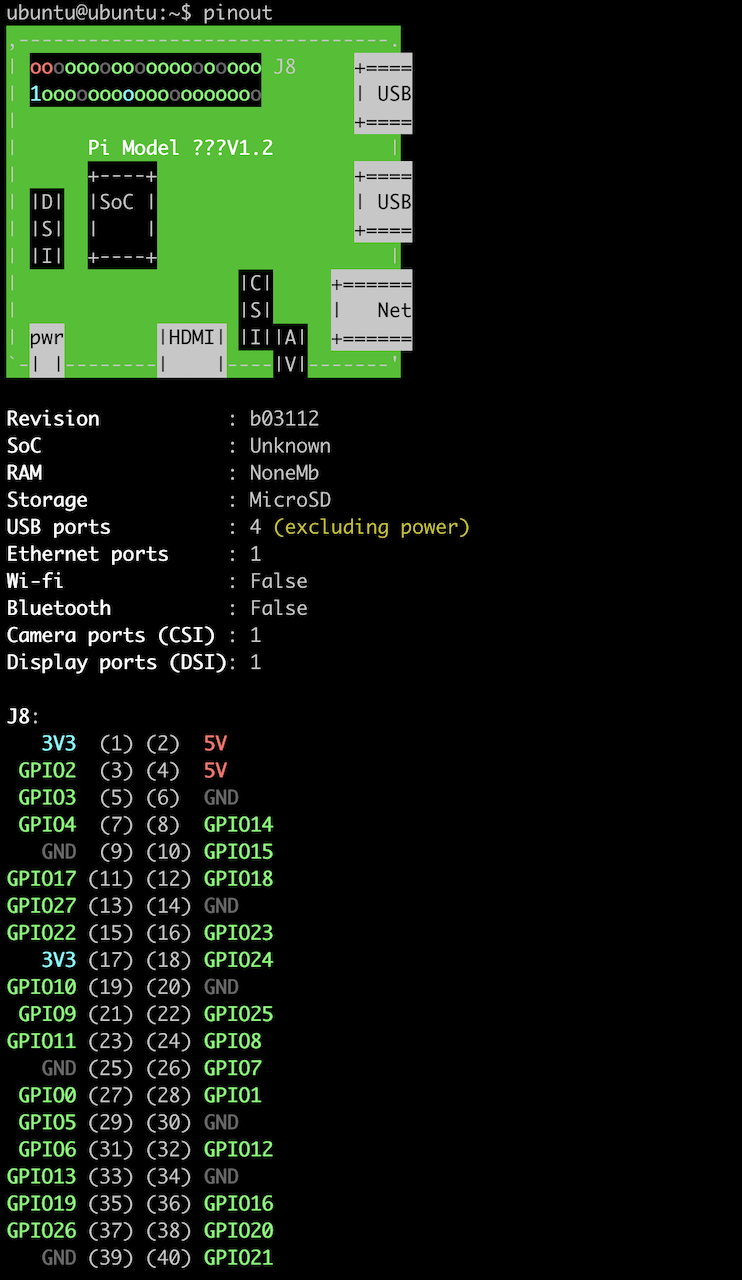 ubuntu@ubuntu:~$ pinout
,--------------------------------.
| oooooooooooooooooooo J8     +====
| 1ooooooooooooooooooo        | USB
|                             +====
|      Pi Model ???V1.2          |
|      +----+                 +====
| |D|  |SoC |                 | USB
| |S|  |    |                 +====
| |I|  +----+                    |
|                   |C|     +======
|                   |S|     |   Net
| pwr        |HDMI| |I||A|  +======
`-| |--------|    |----|V|-------'

Revision           : b03112
SoC                : Unknown
RAM                : NoneMb
Storage            : MicroSD
USB ports          : 4 (excluding power)
Ethernet ports     : 1
Wi-fi              : False
Bluetooth          : False
Camera ports (CSI) : 1
Display ports (DSI): 1

J8:
   3V3  (1) (2)  5V
 GPIO2  (3) (4)  5V
 GPIO3  (5) (6)  GND
 GPIO4  (7) (8)  GPIO14
   GND  (9) (10) GPIO15
GPIO17 (11) (12) GPIO18
GPIO27 (13) (14) GND
GPIO22 (15) (16) GPIO23
   3V3 (17) (18) GPIO24
GPIO10 (19) (20) GND
 GPIO9 (21) (22) GPIO25
GPIO11 (23) (24) GPIO8
   GND (25) (26) GPIO7
 GPIO0 (27) (28) GPIO1
 GPIO5 (29) (30) GND
 GPIO6 (31) (32) GPIO12
GPIO13 (33) (34) GND
GPIO19 (35) (36) GPIO16
GPIO26 (37) (38) GPIO20
   GND (39) (40) GPIO21